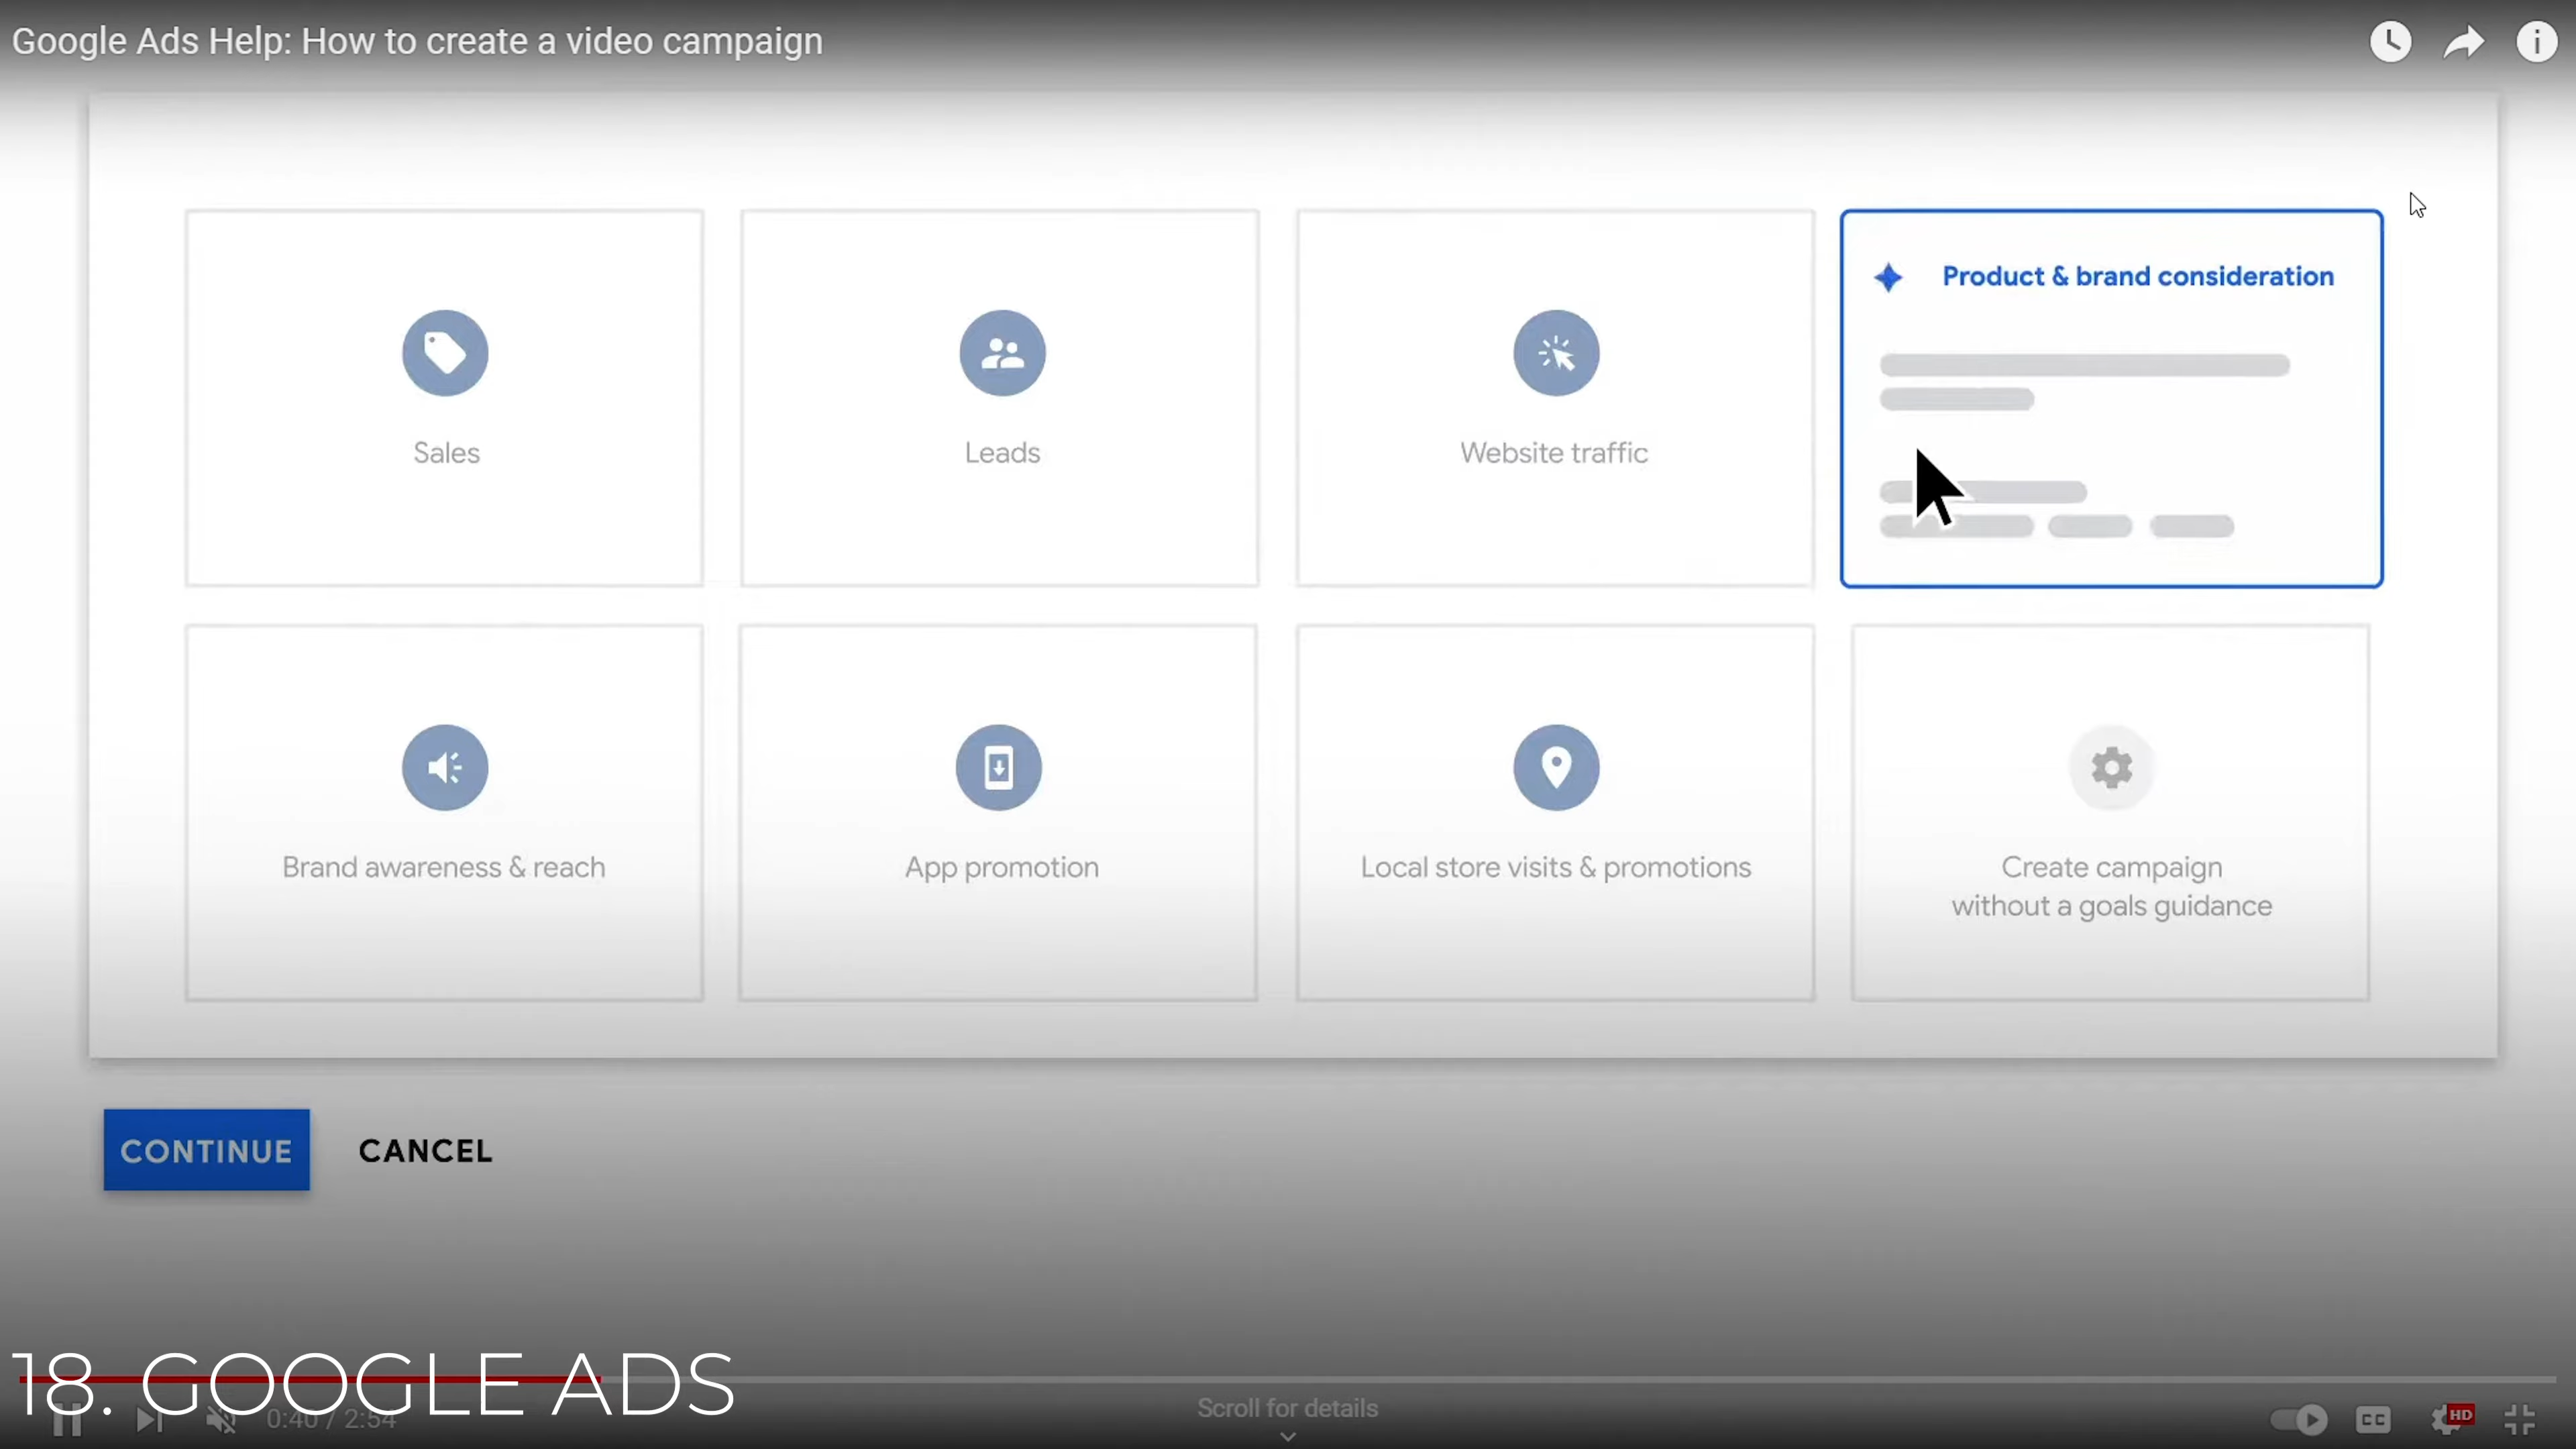 Google Ads Help: How to create a video campaign
Product & brand consideration
Sales
Leads
Website traffic
Brand awareness & reach
App promotion
Local store visits & promotions
Create campaign
without a goals guidance
CONTINUE
CANCEL
18. GOOGLE ADS
0:40 / 2:54
Scroll for details
CC
HD